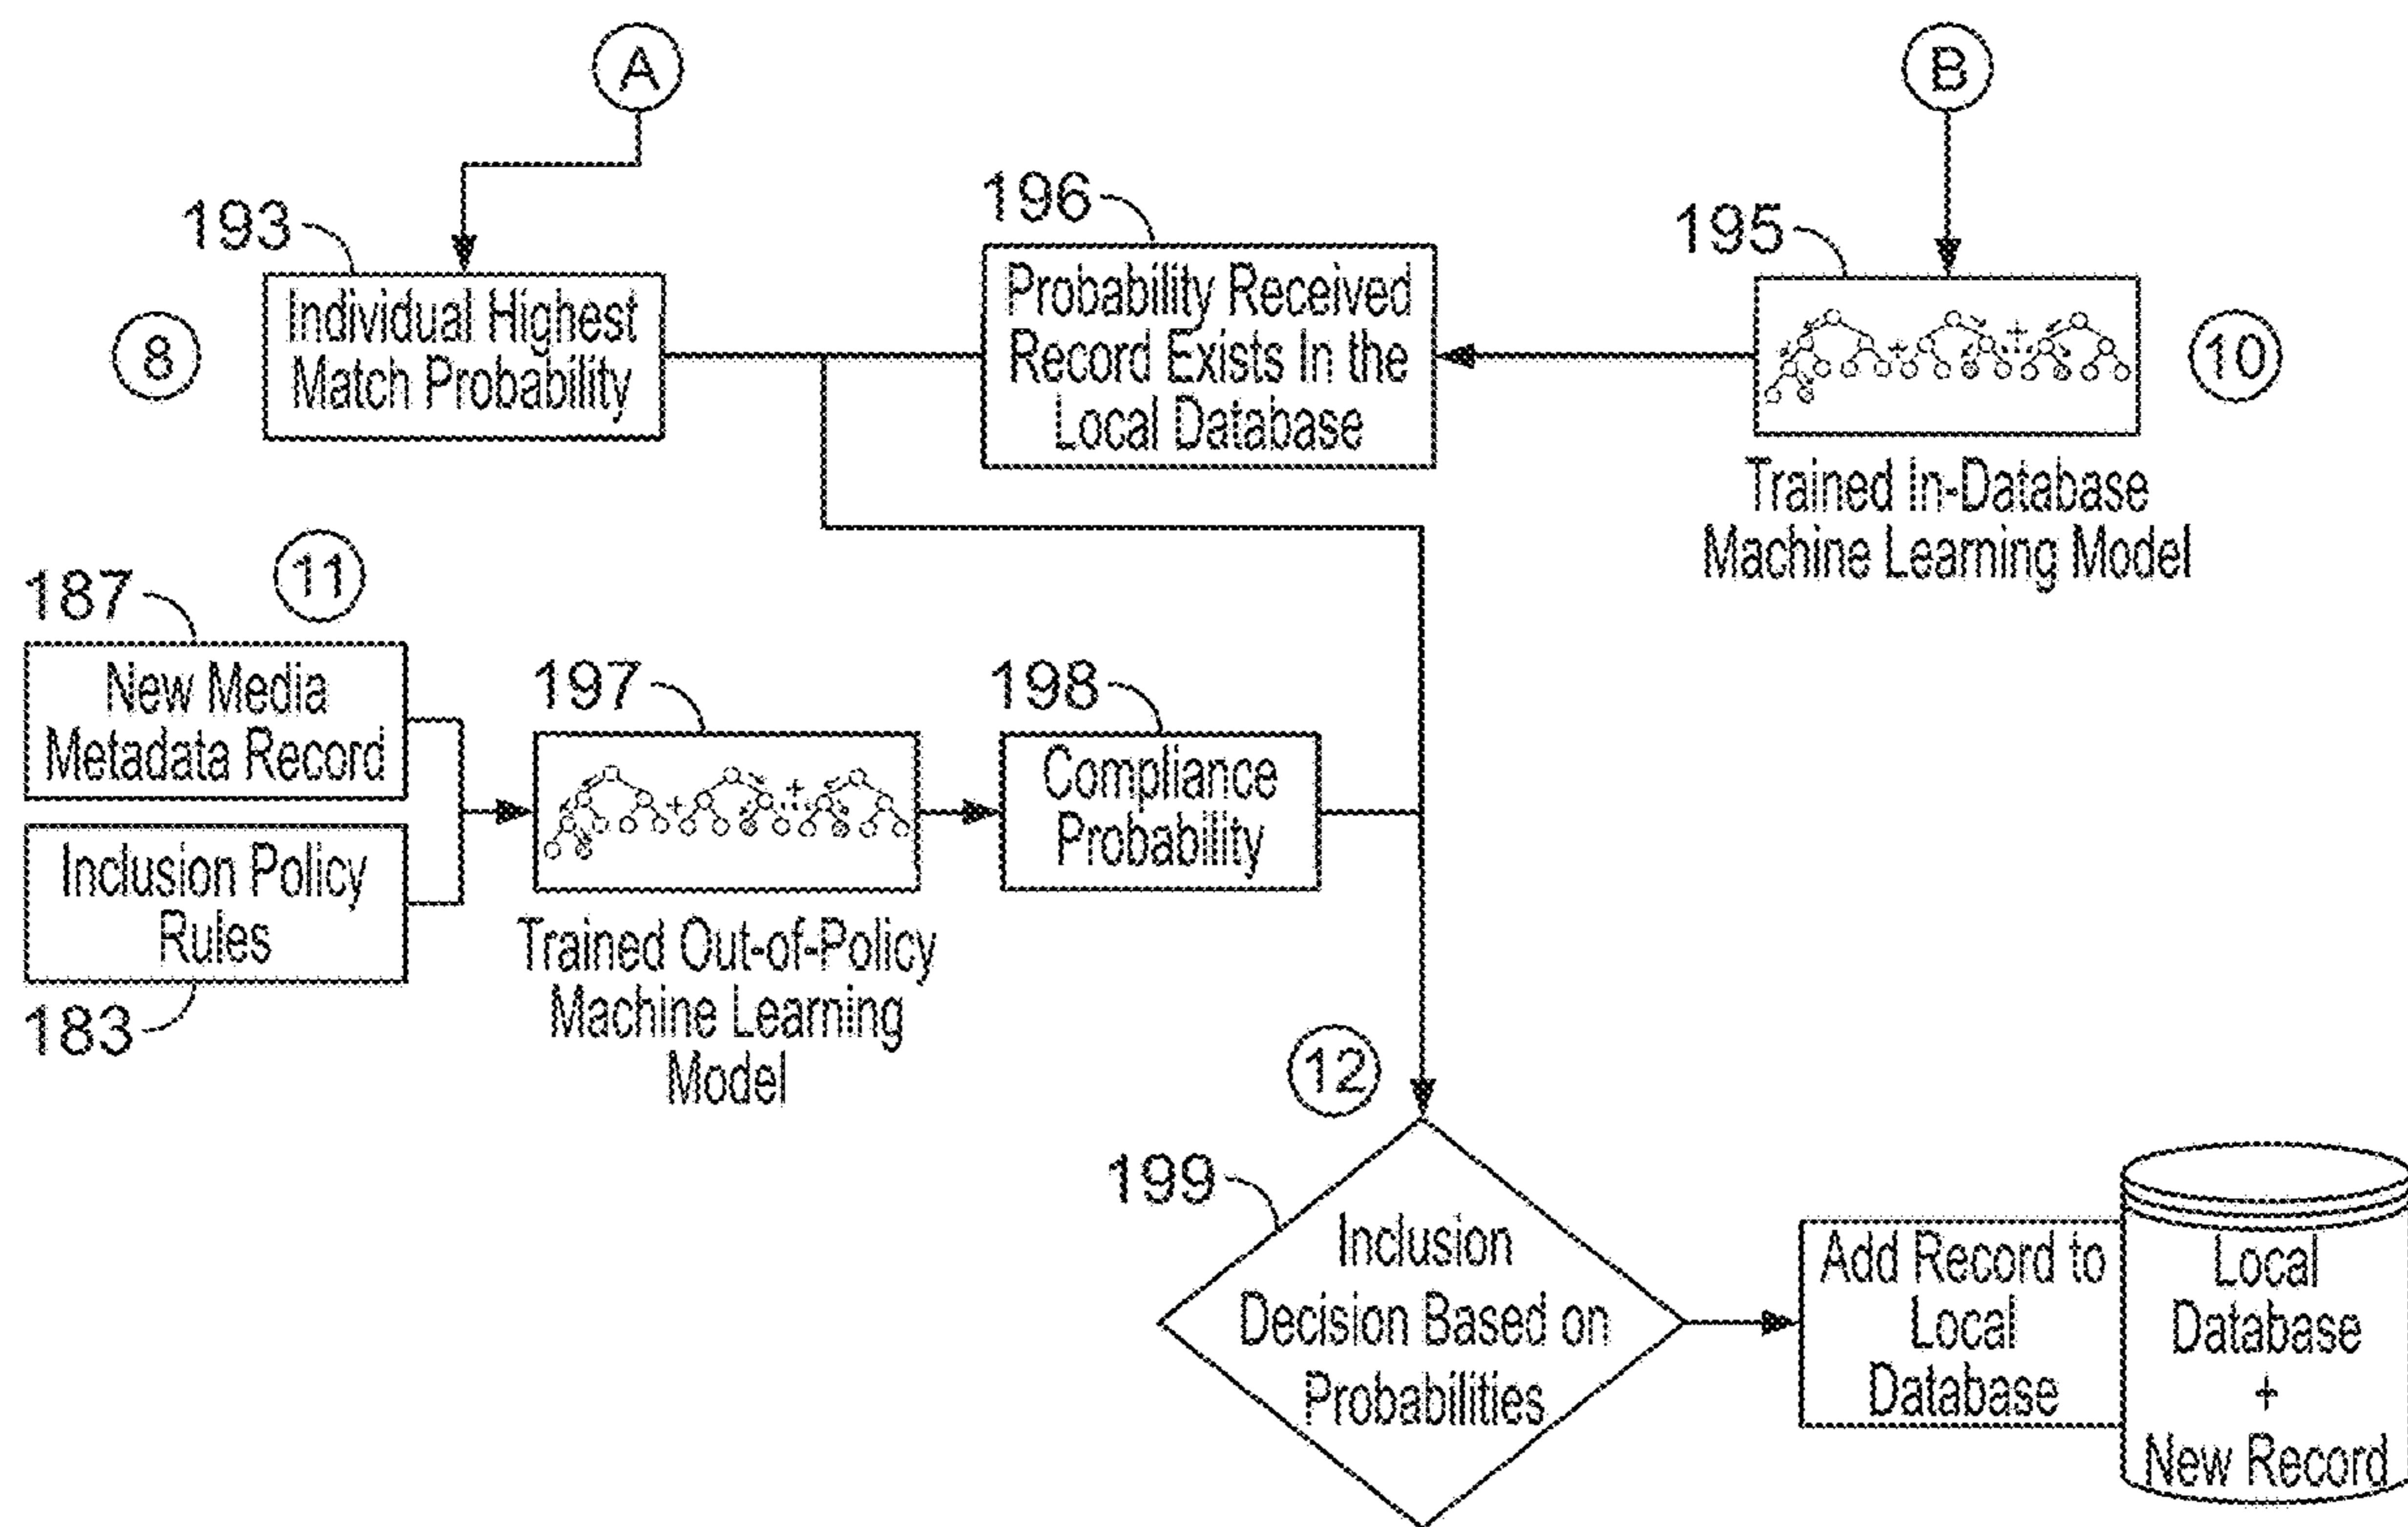 A
B
193
196
195
8
Individual Highest
Match Probability
Probability Received
Record Exists In the
Local Database
10
Trained In-Database
Machine Learning Model
11
187
New Media
Metadata Record
Inclusion Policy
Rules
183
197
Trained Out-of-Policy
Machine Learning
Model
198
Compliance
Probability
12
199
Inclusion
Decision Based on
Probabilities
Add Record to
Local
Database
Local
Database
+
New Record